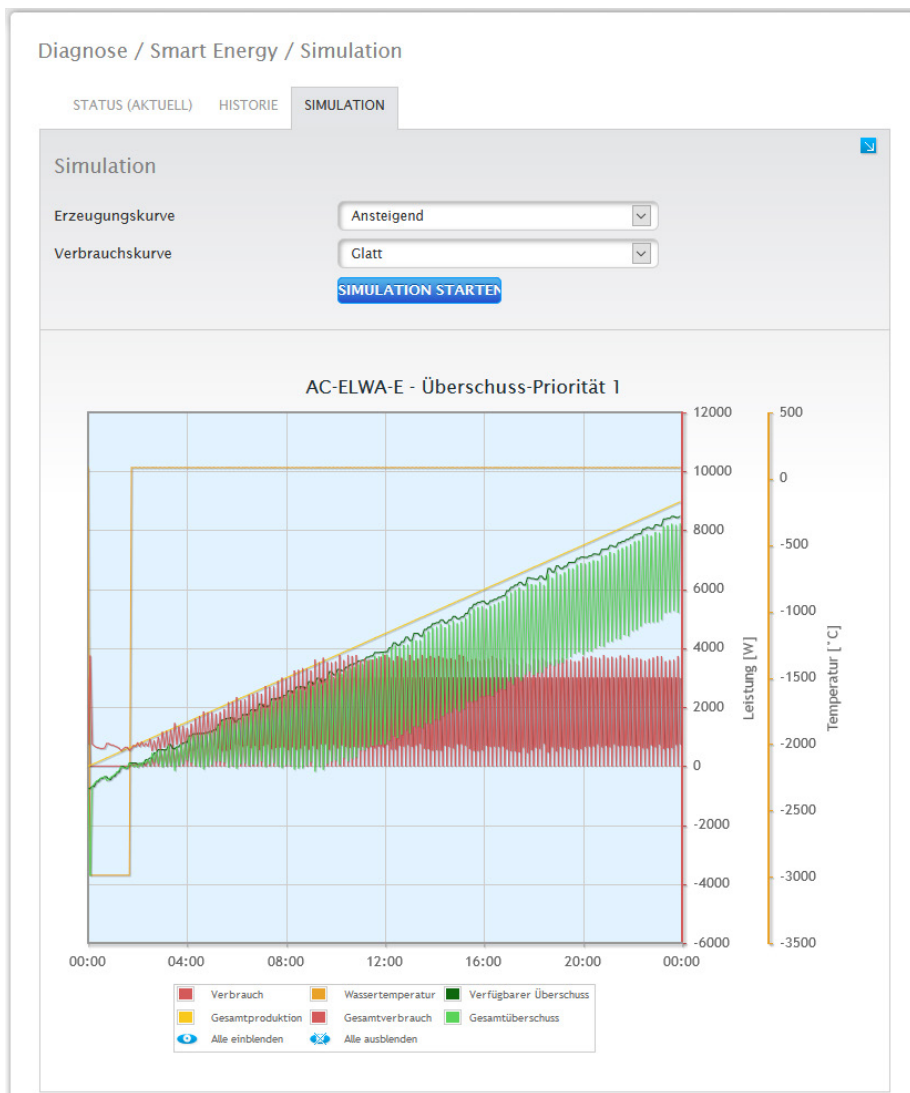 Diagnose / Smart Energy / Simulation
STATUS (AKTUELL) HISTORIE SIMULATION
Simulation
Erzeugungskurve Ansteigend
Verbrauchskurve Glatt
SIMULATION STARTEN
AC-ELWA-E - Überschuss-Priorität 1
12000 500
10000 0
8000 -500
6000 -1000
4000 -1500
2000 -2000
0 -2500
-2000 -3000
-4000 -3500
-6000
Leistung [W]
Temperatur [°C]
00:00 04:00 08:00 12:00 16:00 20:00 00:00
Verbrauch Wassertemperatur Verfügbarer Überschuss
Gesamtproduktion Gesamtverbrauch Gesamtüberschuss
Alle einblenden Alle ausblenden